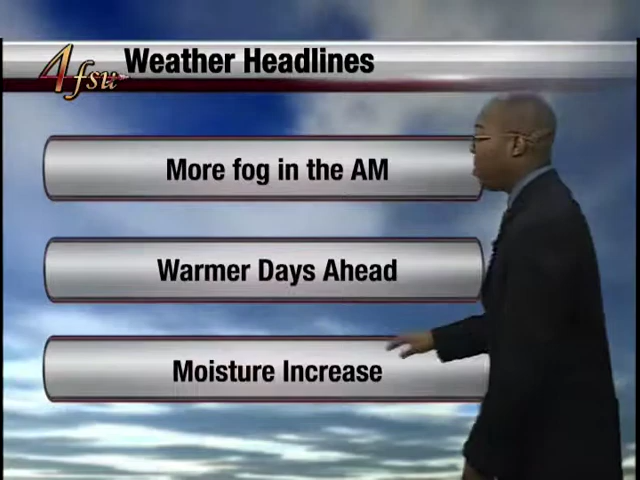 4fsu
Weather Headlines
More fog in the AM
Warmer Days Ahead
Moisture Increase